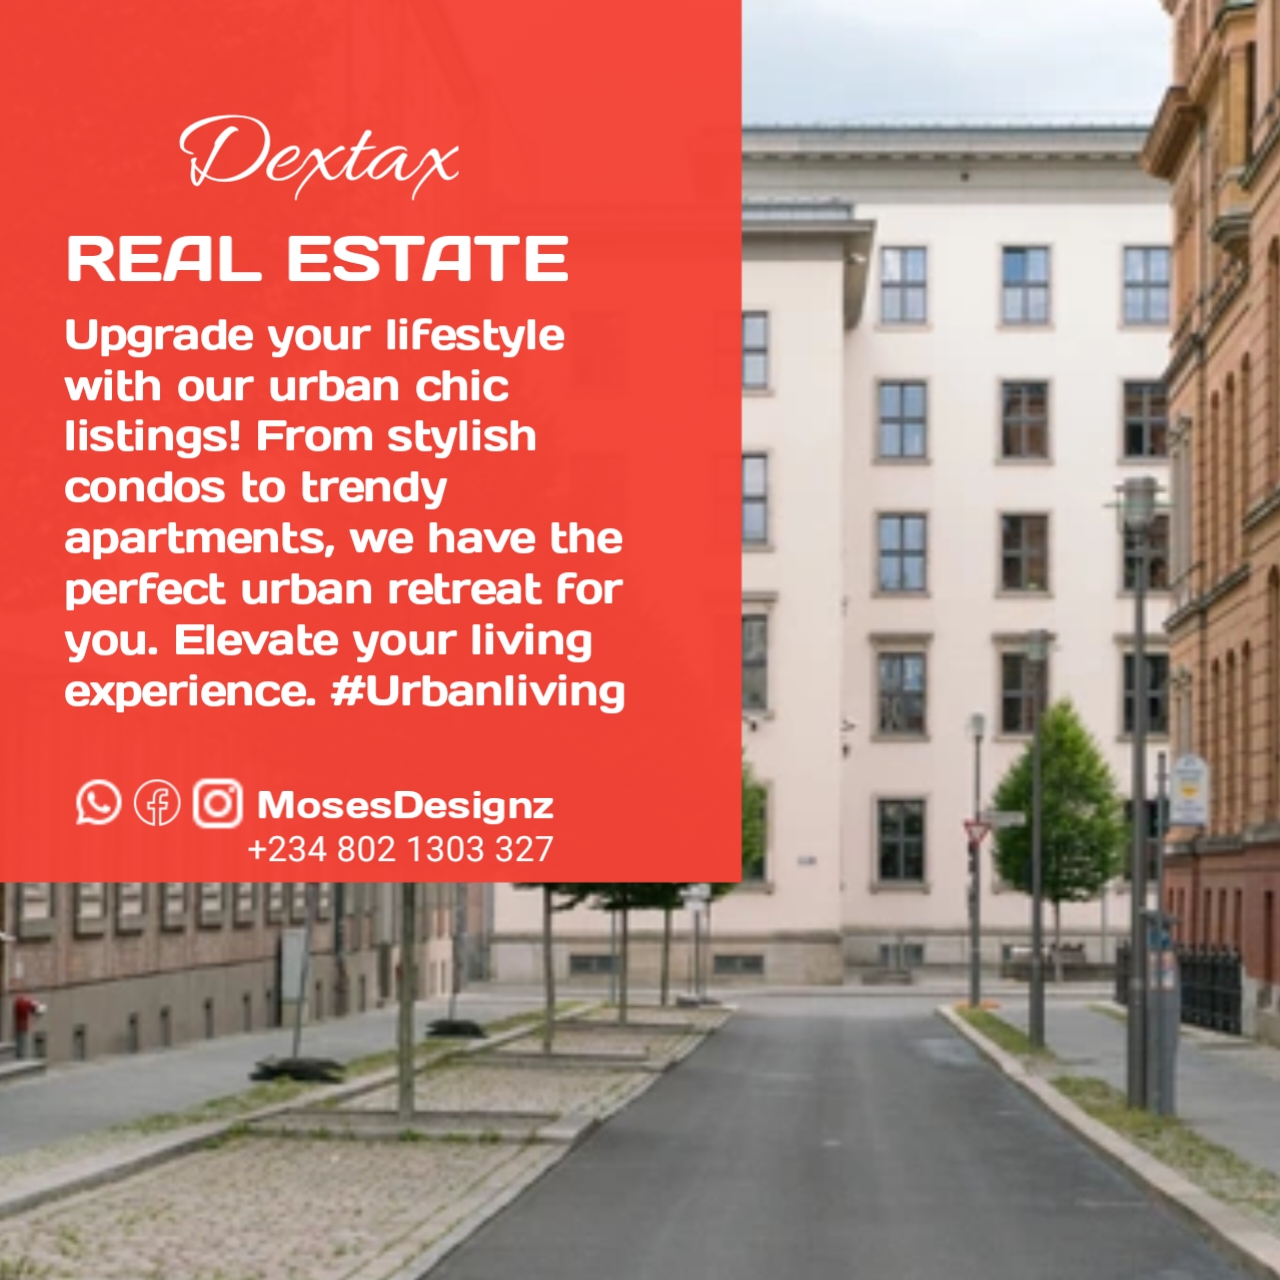 Dextax
REAL ESTATE
Upgrade your lifestyle
with our urban chic
listings! From stylish
condos to trendy
apartments, we have the
perfect urban retreat for
you. Elevate your living
experience. #Urbanliving
MosesDesignz
+234 802 1303 327